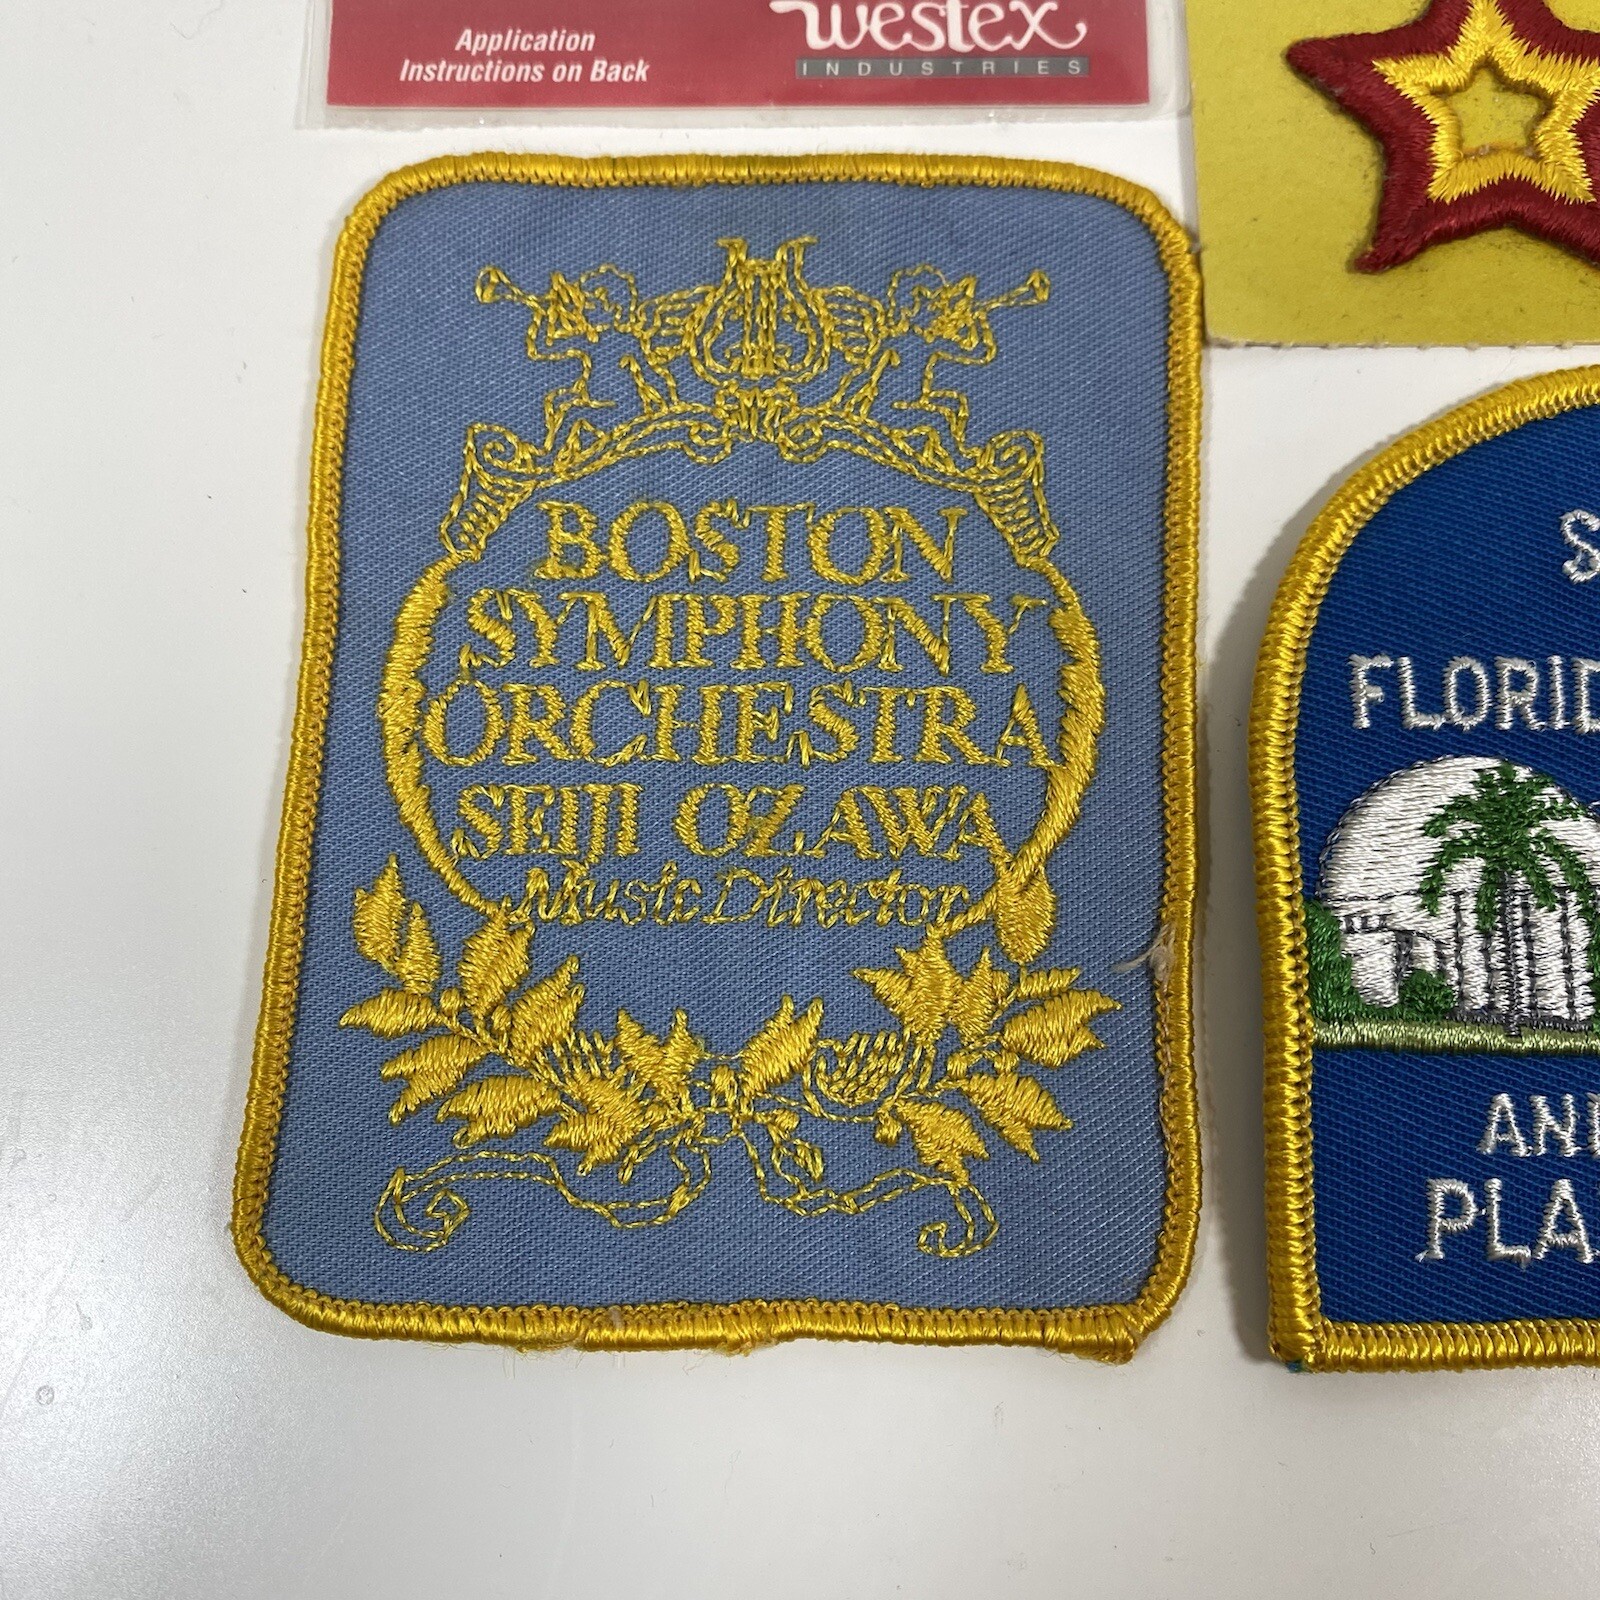 Application
Instructions on Back
westex
INDUSTRIES
BOSTON
SYMPHONY
ORCHESTRA
SEIJI OZAWA
Music Director
S
FLORID
AN
PLA